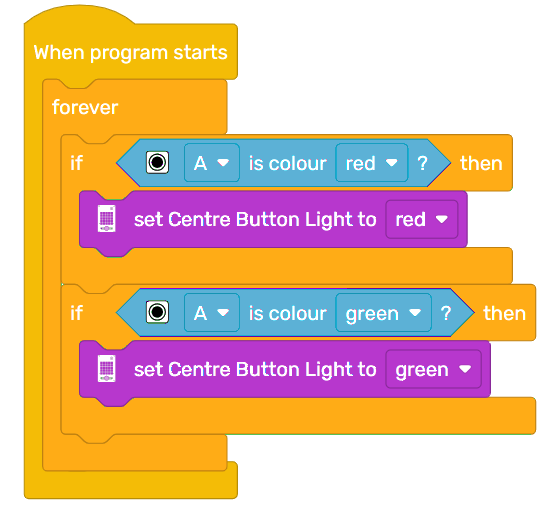 When program starts
forever
if A is colour red ? then
set Centre Button Light to red
if A is colour green ? then
set Centre Button Light to green